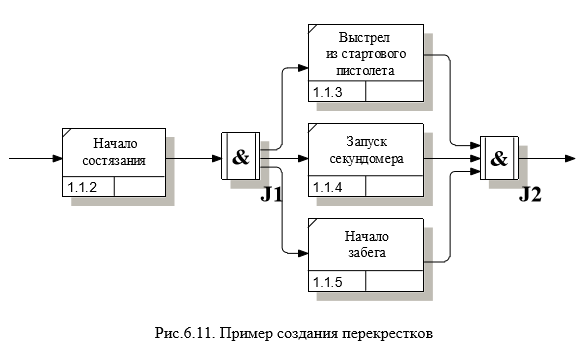 Выстрел
из стартового
пистолета
1.1.3
Начало
состязания
1.1.2
&
J1
Запуск
секундомера
1.1.4
&
J2
Начало
забега
1.1.5
Рис.6.11. Пример создания перекрестков